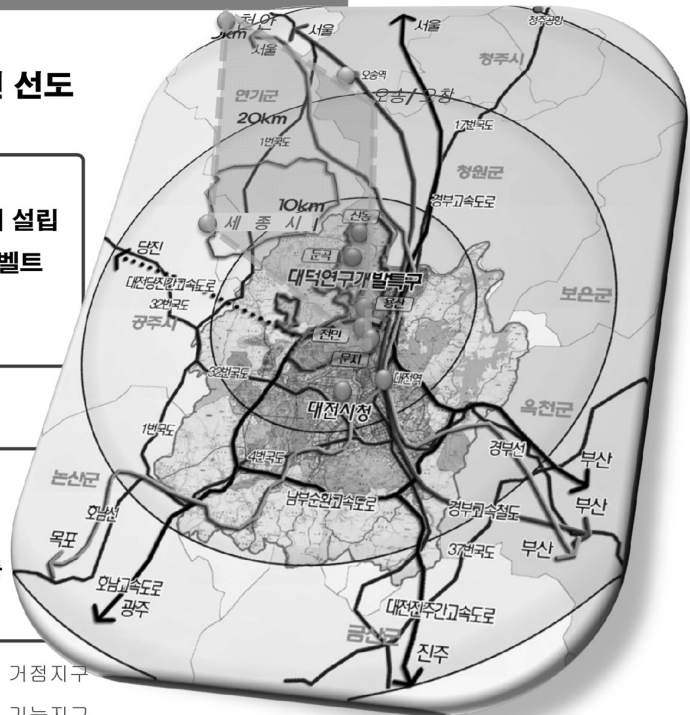 선도
설립
벨트
거점지구
천안
5km
서울
서울
청주공항
청주시
오송역
오송/오창
연기군
20km
1번국도
17번국도
청원군
10km
경부고속도로
신동
세 종 시
둔곡
당진
대덕연구개발특구
대전당진간고속도로
용산
보은군
32번국도
공주시
전민
문지
32번국도
대전역
대전시청
옥천군
1번국도
경부선
4번국도
부산
논산군
남부순환고속도로
경부고속철도
부산
호남선
목포
37번국도
부산
호남고속도로
광주
대전진주간고속도로
금산군
진주